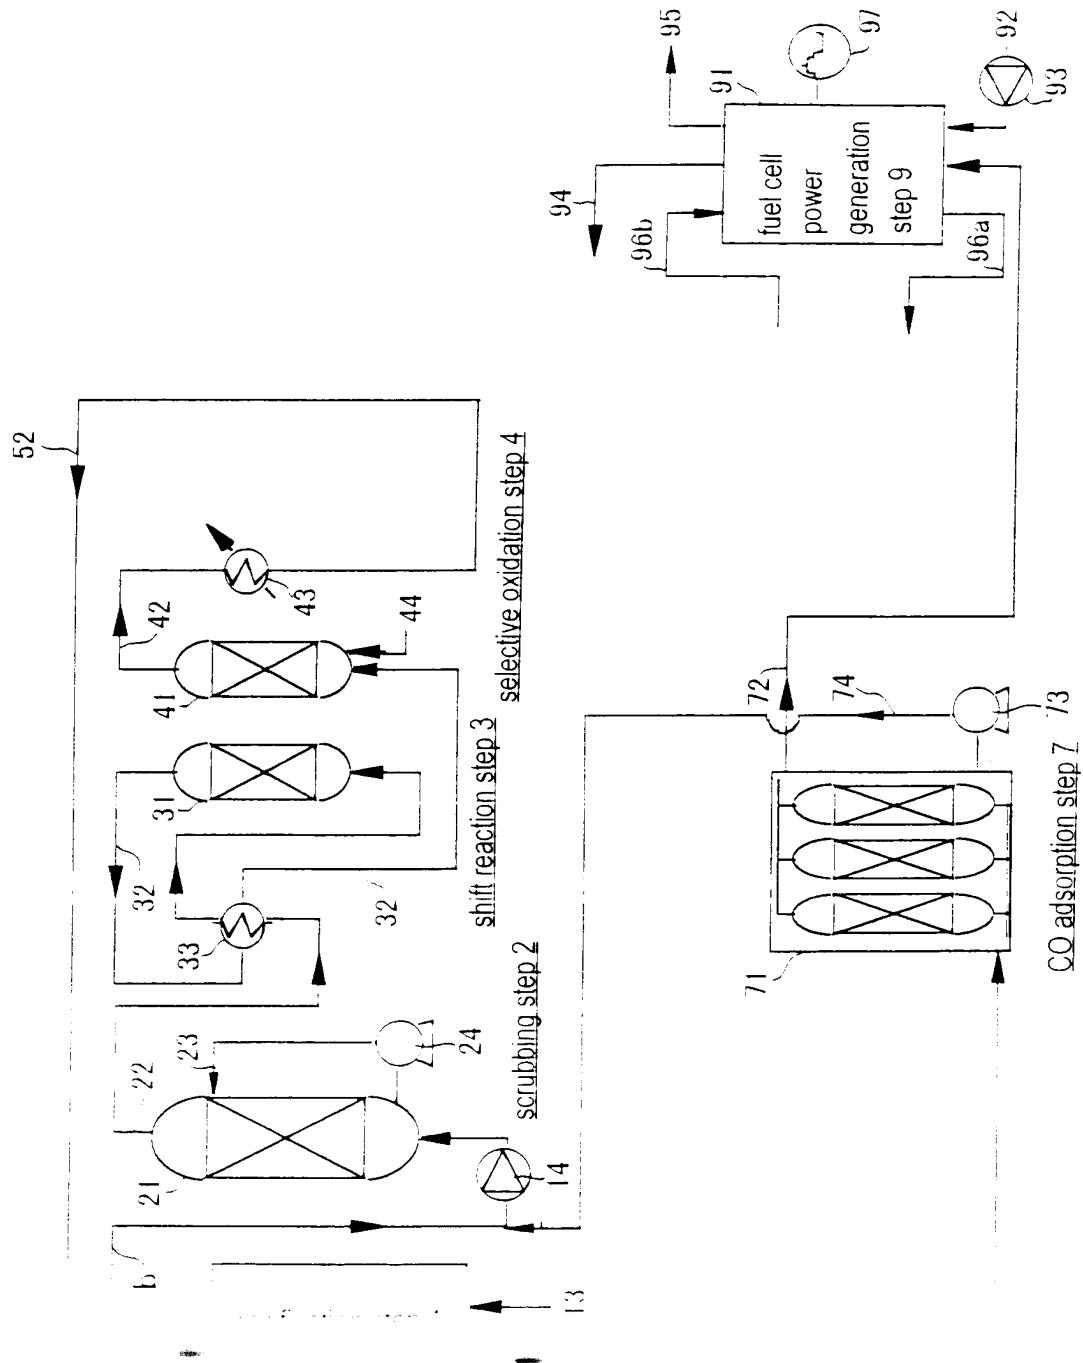 95
97
92
91
93
94
fuel cell
power
generation
step 9
96b
96a
52
42
43
44
41
selective oxidation step 4
31
32
33
32
shift reaction step 3
22
23
24
21
14
scrubbing step 2
b
13
72
74
73
71
CO adsorption step 7